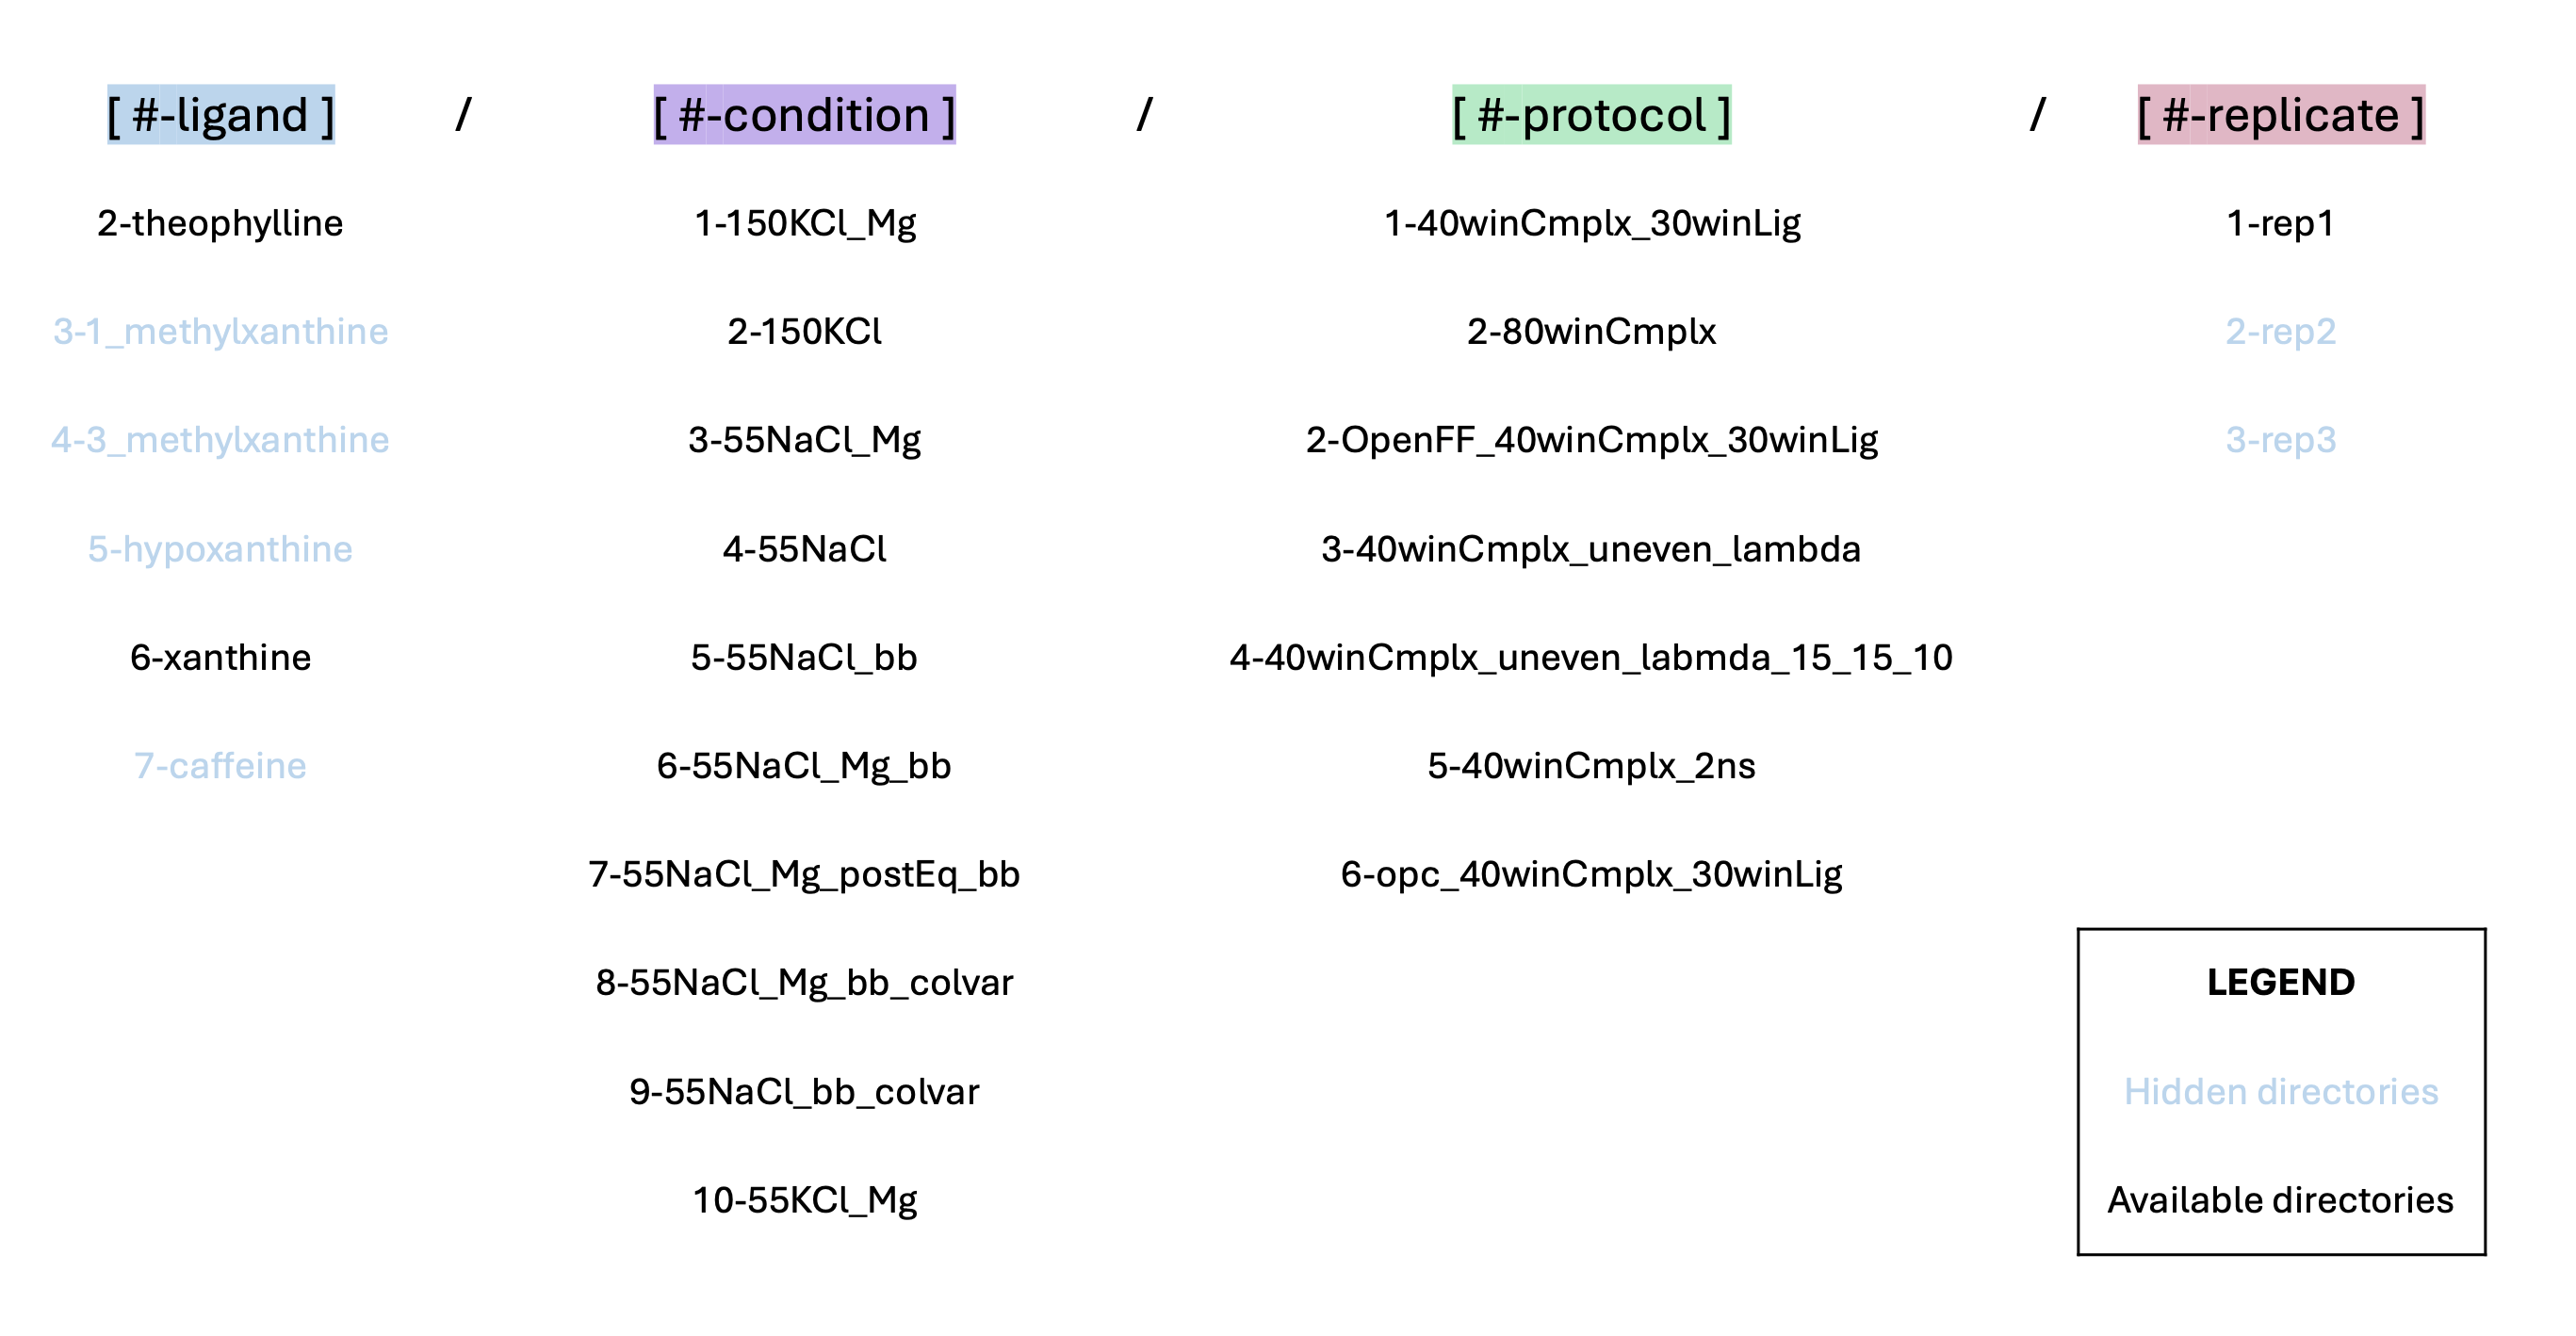 [ #-ligand ] / [ #-condition ] / [ #-protocol ] / [ #-replicate ]
2-theophylline 1-150KCl_Mg 1-40winCmplx_30winLig 1-rep1
3-1_methylxanthine 2-150KCl 2-80winCmplx 2-rep2
4-3_methylxanthine 3-55NaCl_Mg 2-OpenFF_40winCmplx_30winLig 3-rep3
5-hypoxanthine 4-55NaCl 3-40winCmplx_uneven_lambda
6-xanthine 5-55NaCl_bb 4-40winCmplx_uneven_labmda_15_15_10
7-caffeine 6-55NaCl_Mg_bb 5-40winCmplx_2ns
7-55NaCl_Mg_postEq_bb 6-opc_40winCmplx_30winLig
8-55NaCl_Mg_bb_colvar
9-55NaCl_bb_colvar
10-55KCl_Mg
LEGEND
Hidden directories
Available directories